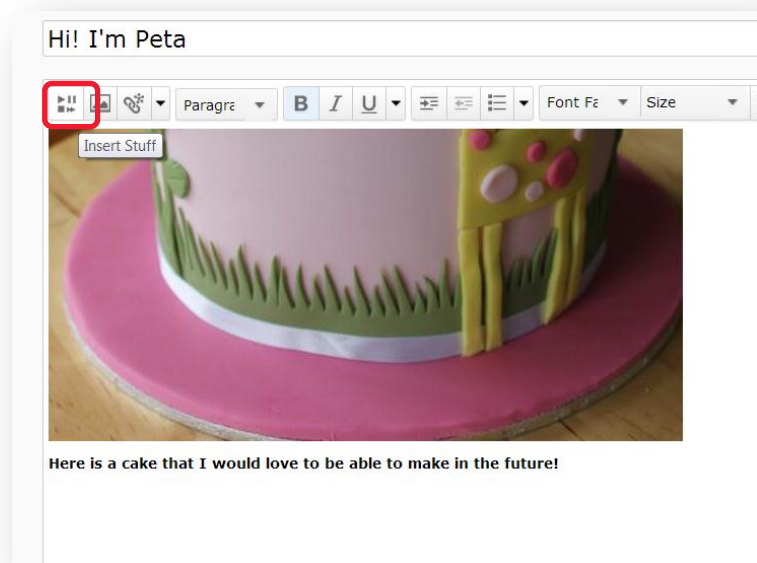 Hi! I'm Peta
Paragra B I U Font Fa Size
Insert Stuff
Here is a cake that I would love to be able to make in the future!